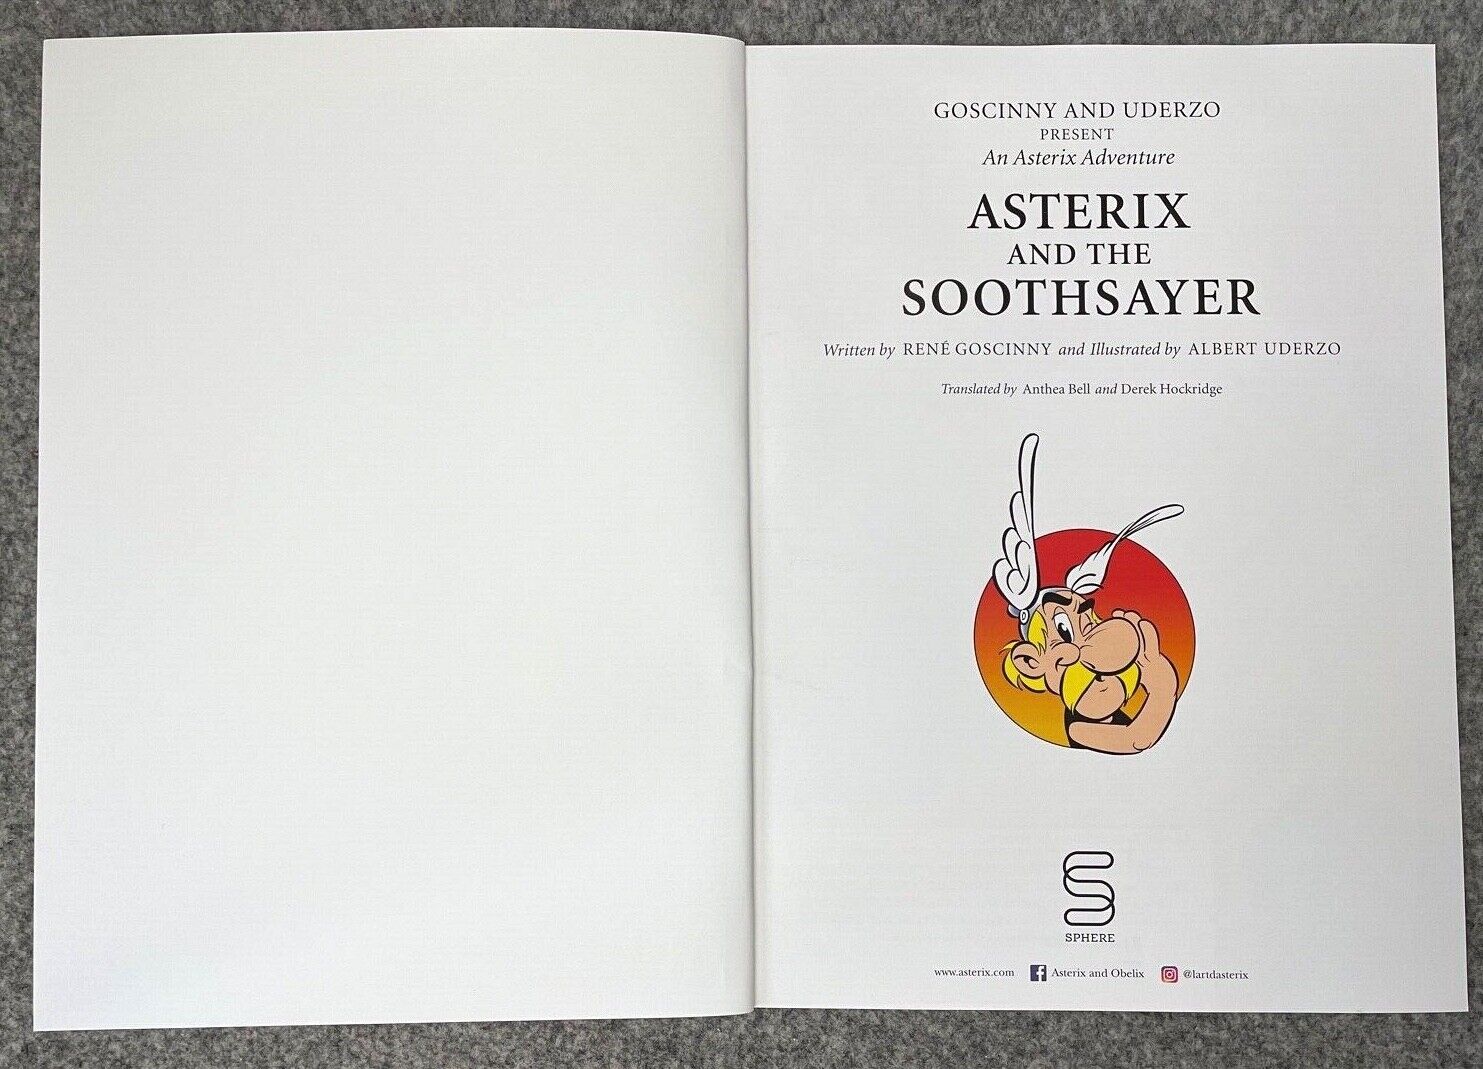 GOSCINNY AND UDERZO
PRESENT
An Asterix Adventure
ASTERIX
AND THE
SOOTHSAYER
Written by RENÉ GOSCINNY and Illustrated by ALBERT UDERZO
Translated by Anthea Bell and Derek Hockridge
SPHERE
www.asterix.com Asterix and Obelix @lartdasterix